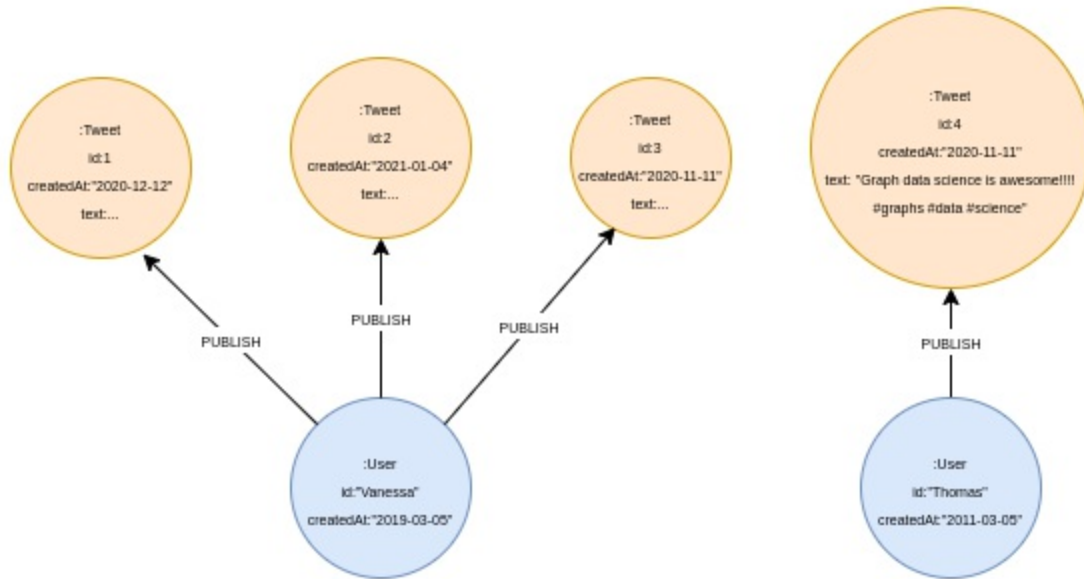 :Tweet
id:1
createdAt:"2020-12-12"
text:...
:Tweet
id:2
createdAt:"2021-01-04"
text:...
:Tweet
id:3
createdAt:"2020-11-11"
text:...
:Tweet
id:4
createdAt:"2020-11-11"
text: "Graph data science is awesome!!!!
#graphs #data #science"
PUBLISH
PUBLISH
PUBLISH
PUBLISH
:User
id:"Vanessa"
createdAt:"2019-03-05"
:User
id:"Thomas"
createdAt:"2011-03-05"